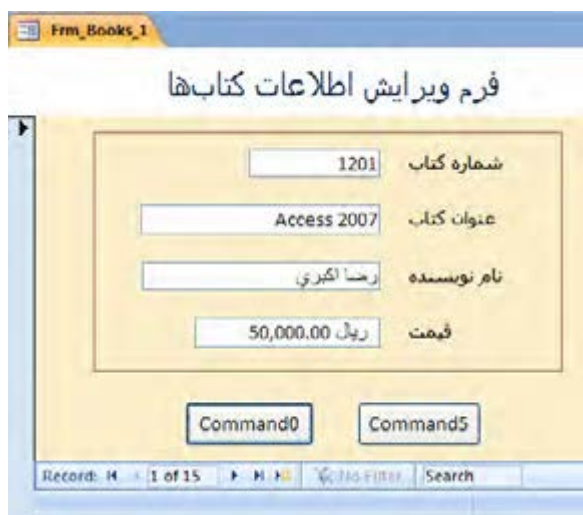 Frm_Books_1
فرم ویرایش اطلاعات کتاب‌ها
شماره کتاب 1201
عنوان کتاب Access 2007
نام نویسنده رضا اکبري
قیمت ریال 50,000.00
Command0 Command5
Record: 1 of 15 No Filter Search